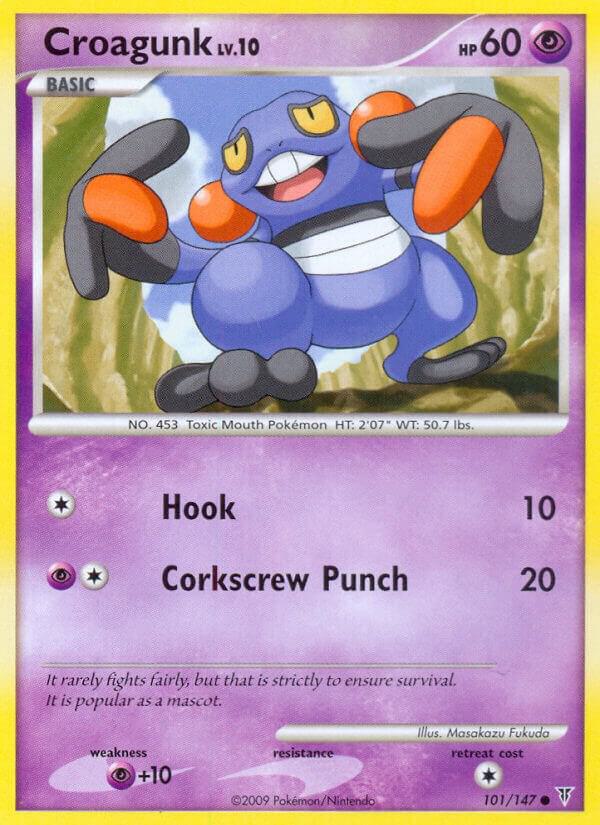 Croagunk LV.10 HP 60
BASIC
NO. 453 Toxic Mouth Pokémon HT: 2'07" WT: 50.7 lbs.
Hook 10
Corkscrew Punch 20
It rarely fights fairly, but that is strictly to ensure survival.
It is popular as a mascot.
Illus. Masakazu Fukuda
weakness resistance retreat cost
+10
©2009 Pokémon/Nintendo 101/147